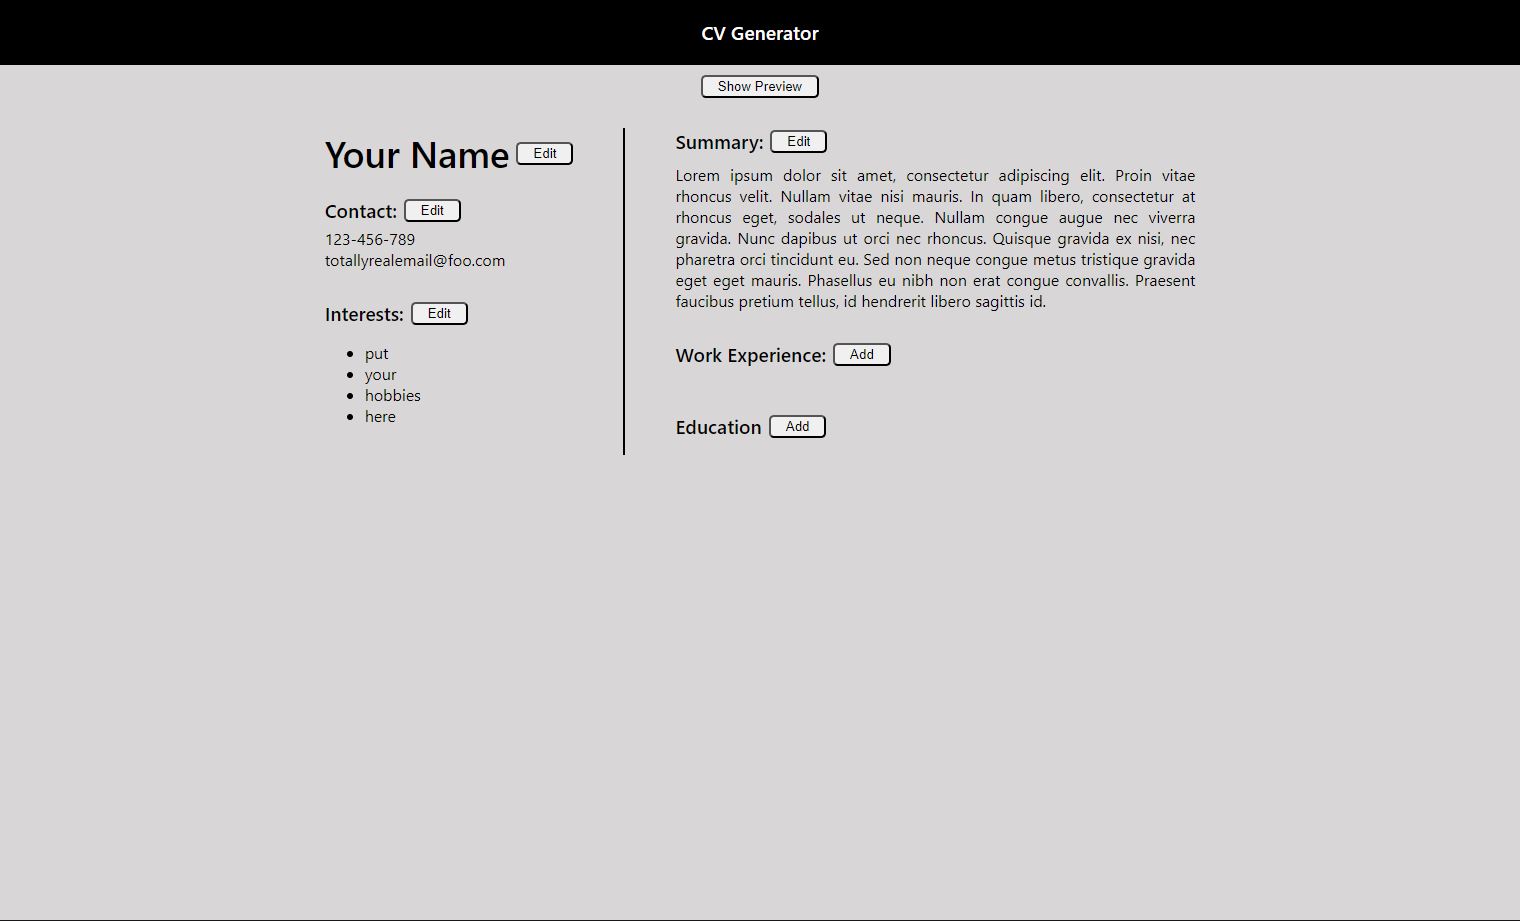 CV Generator
Show Preview
Your Name Edit
Contact: Edit
123-456-789
totallyrealemail@foo.com
Interests: Edit
put
your
hobbies
here
Summary: Edit
Lorem ipsum dolor sit amet, consectetur adipiscing elit. Proin vitae
rhoncus velit. Nullam vitae nisi mauris. In quam libero, consectetur at
rhoncus eget, sodales ut neque. Nullam congue augue nec viverra
gravida. Nunc dapibus ut orci nec rhoncus. Quisque gravida ex nisi, nec
pharetra orci tincidunt eu. Sed non neque congue metus tristique gravida
eget eget mauris. Phasellus eu nibh non erat congue convallis. Praesent
faucibus pretium tellus, id hendrerit libero sagittis id.
Work Experience: Add
Education Add